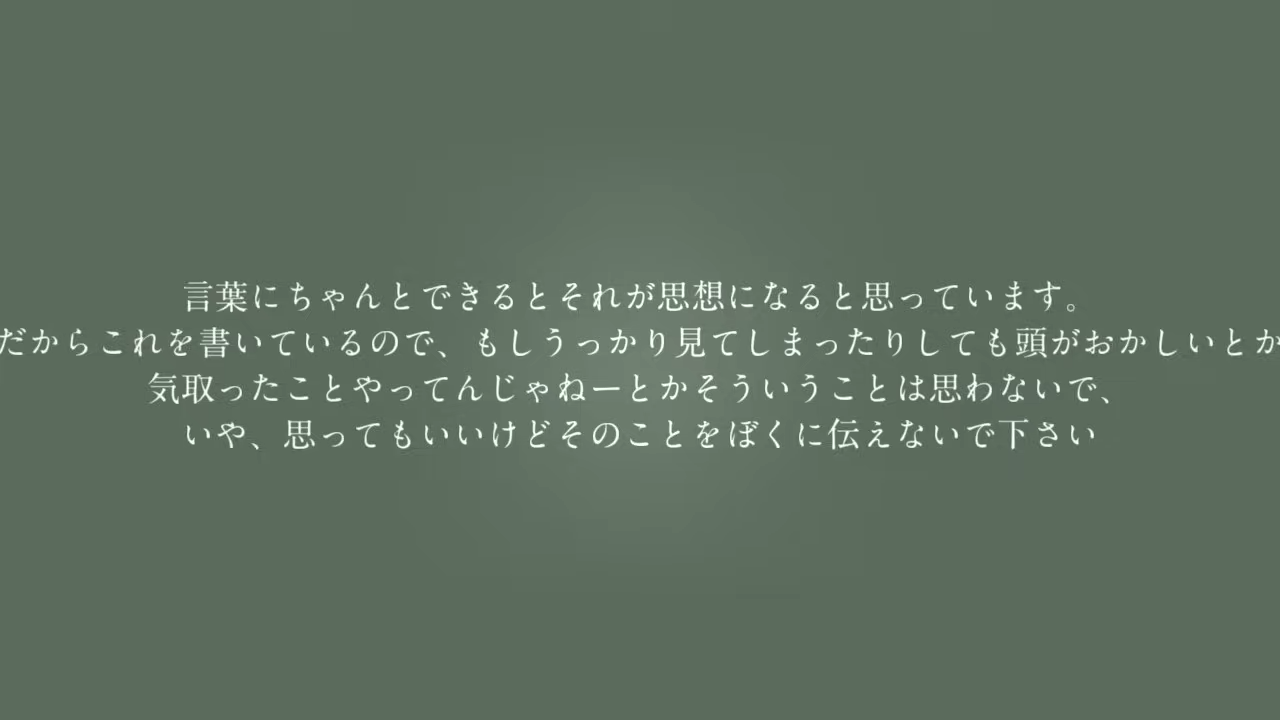 言葉にちゃんとできるとそれが思想になると思っています。
だからこれを書いているので、もしうっかり見てしまったりしても頭がおかしいとか
気取ったことやってんじゃねーとかそういうことは思わないで、
いや、思ってもいいけどそのことをぼくに伝えないで下さい